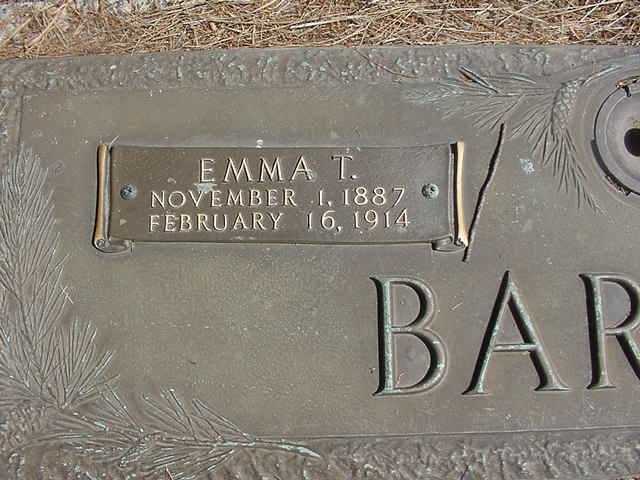 EMMA T.
NOVEMBER 1, 1887
FEBRUARY 16, 1914
BAR